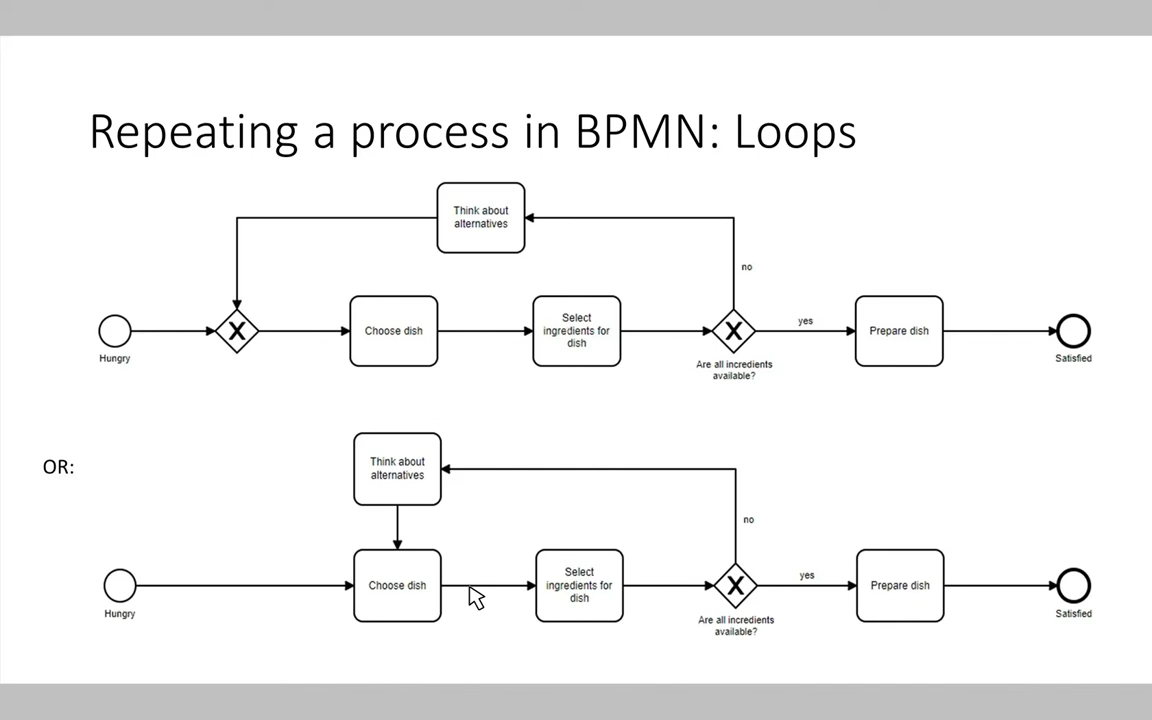 Repeating a process in BPMN: Loops
Think about
alternatives
no
Hungry
X
Choose dish
Select
ingredients for
dish
X
Are all incredients
available?
yes
Prepare dish
Satisfied
OR:
Think about
alternatives
no
Hungry
Choose dish
Select
ingredients for
dish
X
Are all incredients
available?
yes
Prepare dish
Satisfied